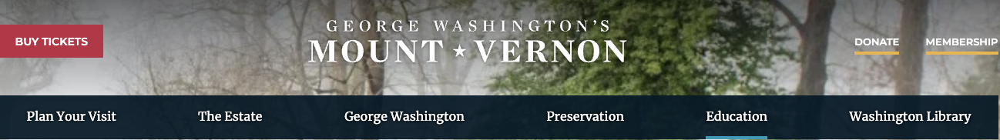 GEORGE WASHINGTON'S
BUY TICKETS
MOUNT ★ VERNON
DONATE MEMBERSHIP
Plan Your Visit The Estate George Washington Preservation Education Washington Library